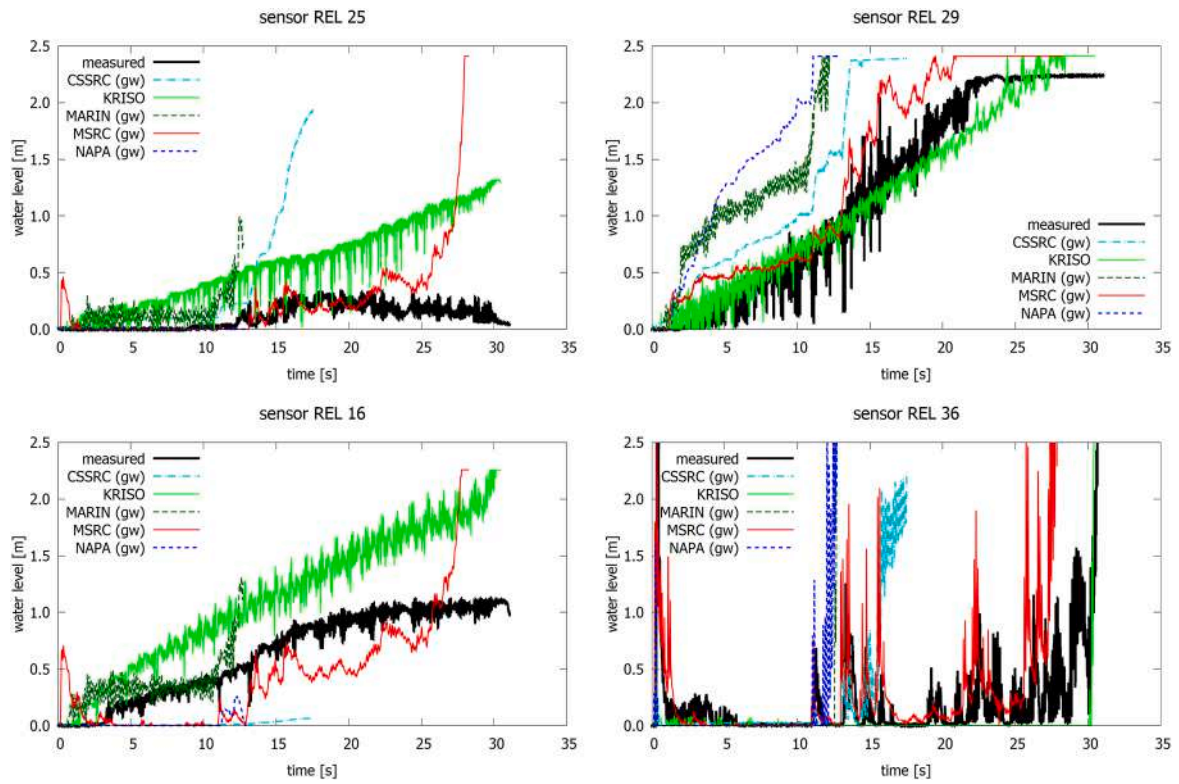 sensor REL 25
2.5
2.0
1.5
1.0
0.5
0.0
water level [m]
measured
CSSRC (gw)
KRISO
MARIN (gw)
MSRC (gw)
NAPA (gw)
0 5 10 15 20 25 30 35
time [s]
sensor REL 29
2.5
2.0
1.5
1.0
0.5
0.0
water level [m]
measured
CSSRC (gw)
KRISO
MARIN (gw)
MSRC (gw)
NAPA (gw)
0 5 10 15 20 25 30 35
time [s]
sensor REL 16
2.5
2.0
1.5
1.0
0.5
0.0
water level [m]
measured
CSSRC (gw)
KRISO
MARIN (gw)
MSRC (gw)
NAPA (gw)
0 5 10 15 20 25 30 35
time [s]
sensor REL 36
2.5
2.0
1.5
1.0
0.5
0.0
water level [m]
measured
CSSRC (gw)
KRISO
MARIN (gw)
MSRC (gw)
NAPA (gw)
0 5 10 15 20 25 30 35
time [s]